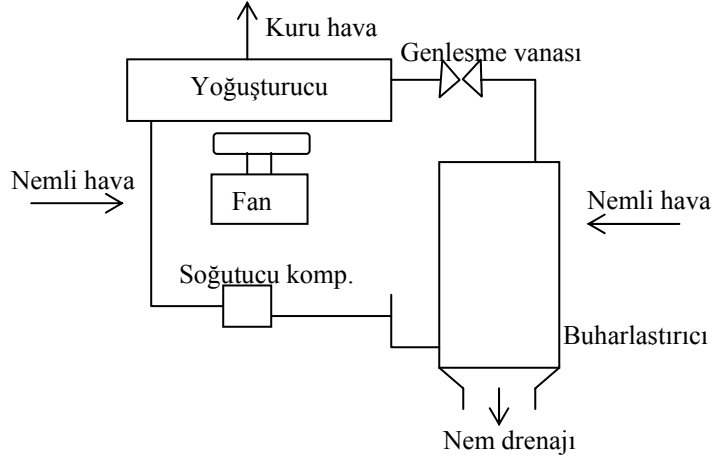 Kuru hava
Genlesme vanası
Yoğuşturucu
Nemli hava
Fan
Nemli hava
Soğutucu komp.
Buharlastırıcı
Nem drenajı